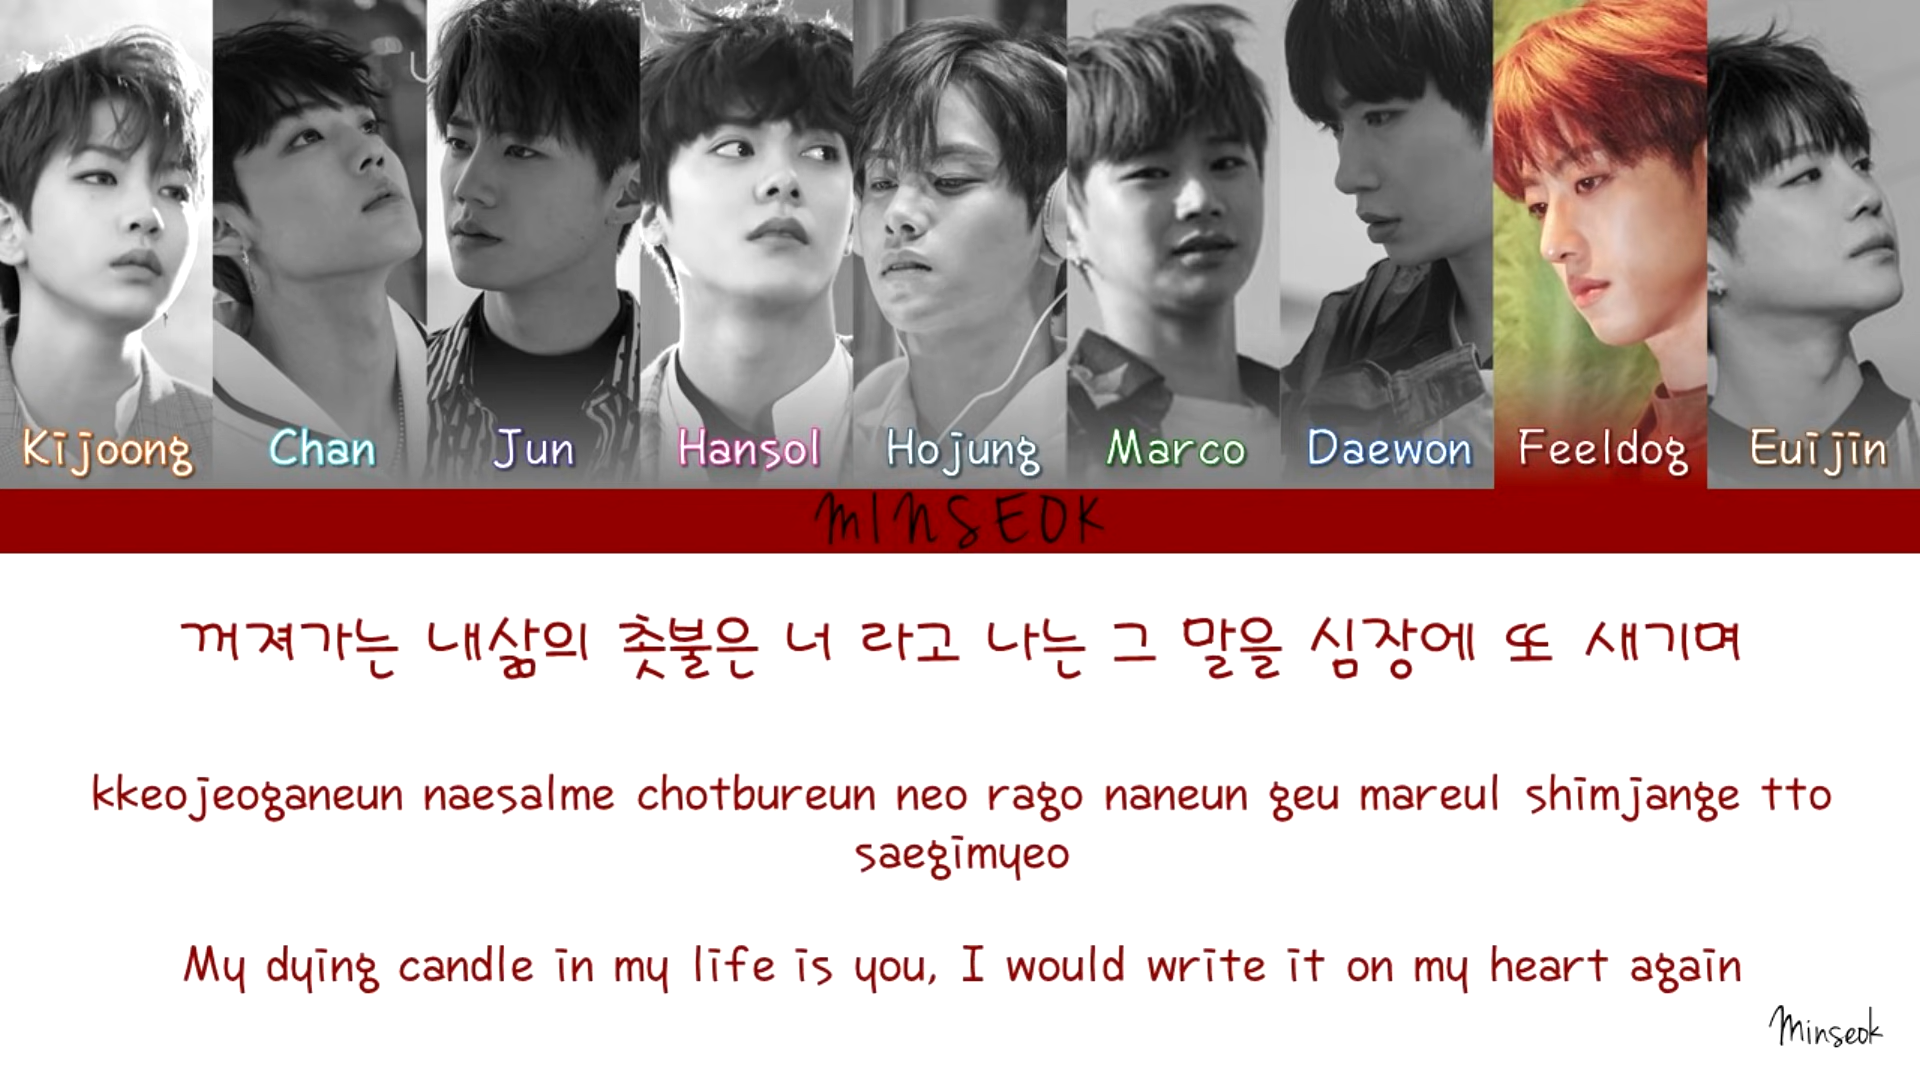 Kijoong Chan Jun Hansol Hojung Marco Daewon Feeldog Euijin
MINSEOK
꺼져가는 내삶의 촛불은 너 라고 나는 그 말을 심장에 또 새기며
kkeojeoganeun naesalme chotbureun neo rago naneun geu mareul shimjange tto
saegimyeo
My dying candle in my life is you, I would write it on my heart again
Minseok